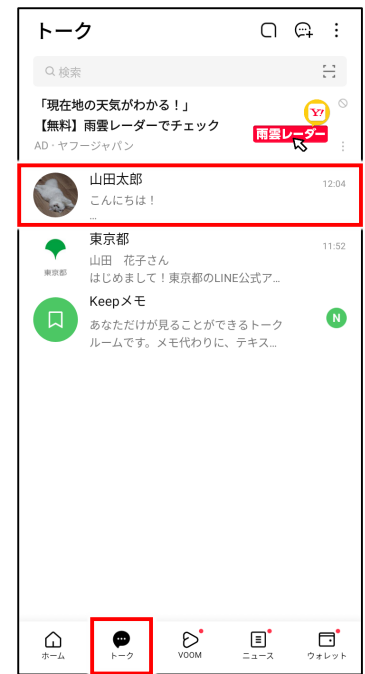 トーク
検索
「現在地の天気がわかる！」
【無料】雨雲レーダーでチェック
Y!
雨雲レーダー
AD・ヤフージャパン
山田太郎
12:04
こんにちは！
...
東京都
11:52
東京都
山田　花子さん
はじめまして！東京都のLINE公式ア...
Keepメモ
あなただけが見ることができるトーク
N
ルームです。メモ代わりに、テキス...
ホーム
トーク
VOOM
ニュース
ウォレット